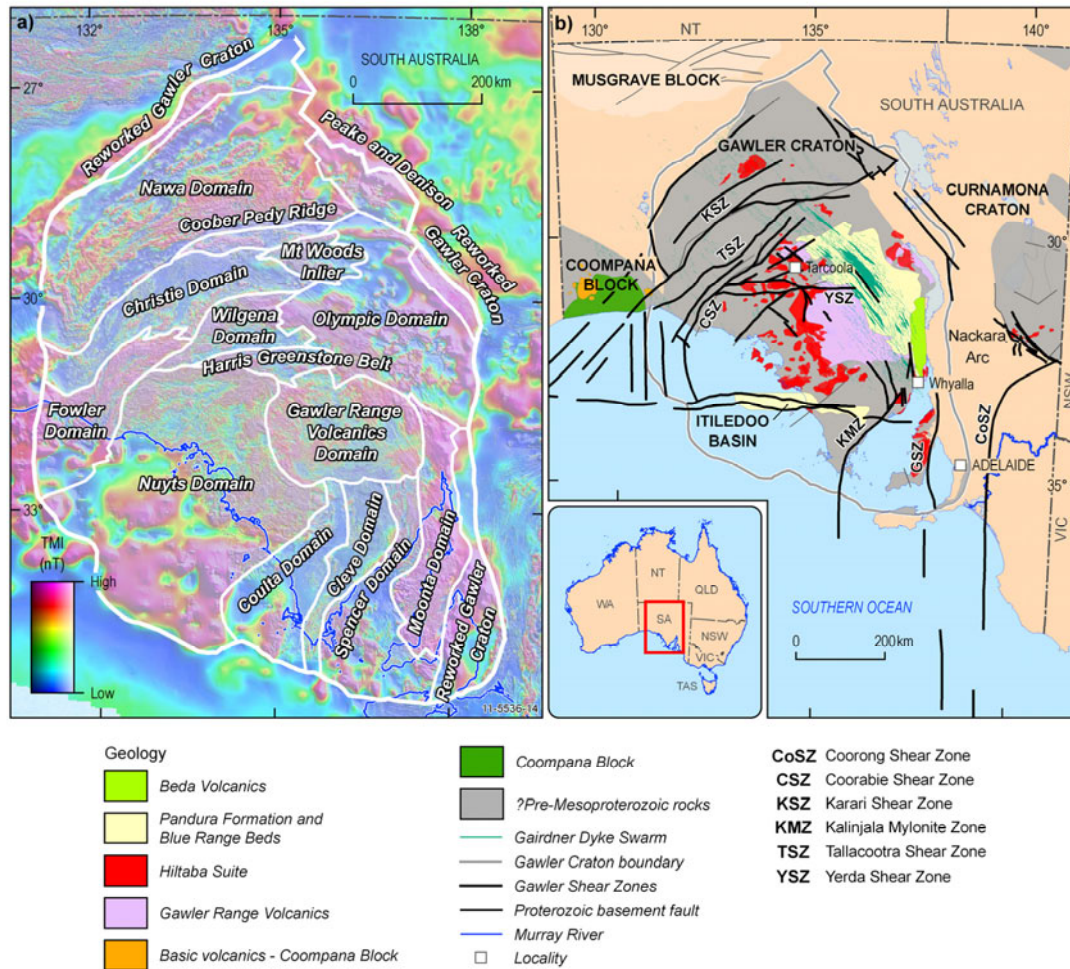 a)
132°
135°
138°
SOUTH AUSTRALIA
0
200 km
27°
30°
33°
Reworked Gawler Craton
Peake and Denison
Nawa Domain
Coober Pedy Ridge
Reworked
Gawler Craton
Mt Woods
Inlier
Christie Domain
Wilgena
Domain
Olympic Domain
Harris Greenstone Belt
Fowler
Domain
Gawler Range
Volcanics
Domain
Nuyts Domain
Coulta Domain
Cleve Domain
Spencer Domain
Moonta Domain
Reworked Gawler
Craton
TMI
(nT)
High
Low
11-5536-14
b)
130°
135°
140°
NT
MUSGRAVE BLOCK
SOUTH AUSTRALIA
GAWLER CRATON
CURNAMONA
CRATON
KSZ
30°
TSZ
COOMPANA
BLOCK
Tarcoola
CSZ
YSZ
Nackara
Arc
Whyalla
NSW
ITILEDOO
BASIN
KMZ
GSZ
CoSZ
ADELAIDE
35°
VIC
SOUTHERN OCEAN
0
200 km
WA
NT
QLD
SA
NSW
VIC
TAS
Geology
Beda Volcanics
Pandura Formation and
Blue Range Beds
Hiltaba Suite
Gawler Range Volcanics
Basic volcanics - Coompana Block
Coompana Block
?Pre-Mesoproterozoic rocks
Gairdner Dyke Swarm
Gawler Craton boundary
Gawler Shear Zones
Proterozoic basement fault
Murray River
Locality
CoSZ Coorong Shear Zone
CSZ Coorabie Shear Zone
KSZ Karari Shear Zone
KMZ Kalinjala Mylonite Zone
TSZ Tallacootra Shear Zone
YSZ Yerda Shear Zone